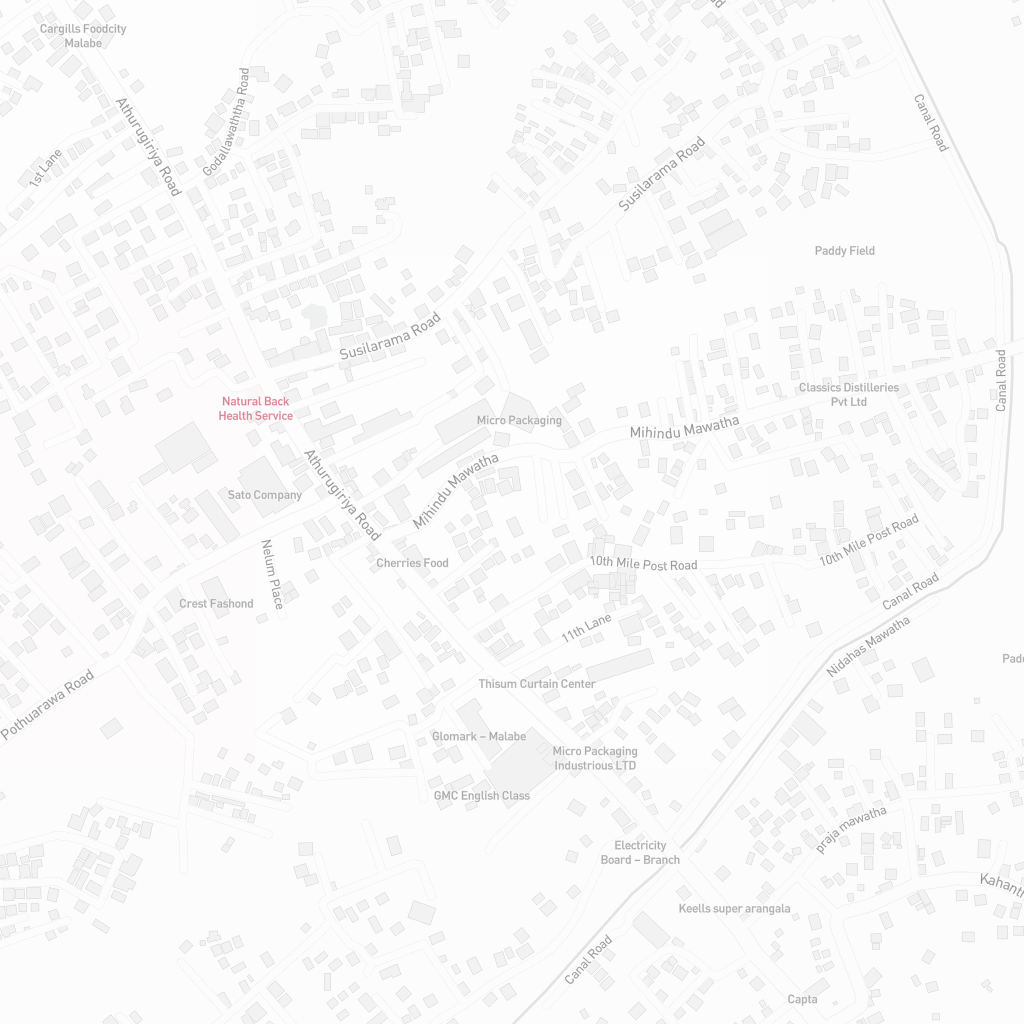 Cargills Foodcity
Malabe
Athurugiriya Road
Godallawaththa Road
1st Lane
Susilarama Road
Canal Road
Paddy Field
Susilarama Road
Canal Road
Natural Back
Health Service
Classics Distilleries
Pvt Ltd
Micro Packaging
Mihindu Mawatha
Athurugiriya Road
Mihindu Mawatha
Sato Company
Nelum Place
Cherries Food
10th Mile Post Road
10th Mile Post Road
Crest Fashond
Canal Road
11th Lane
Nidahas Mawatha
Pothuarawa Road
Thisum Curtain Center
Glomark – Malabe
Micro Packaging
Industrious LTD
GMC English Class
praja mawatha
Electricity
Board – Branch
Keells super arangala
Canal Road
Capta